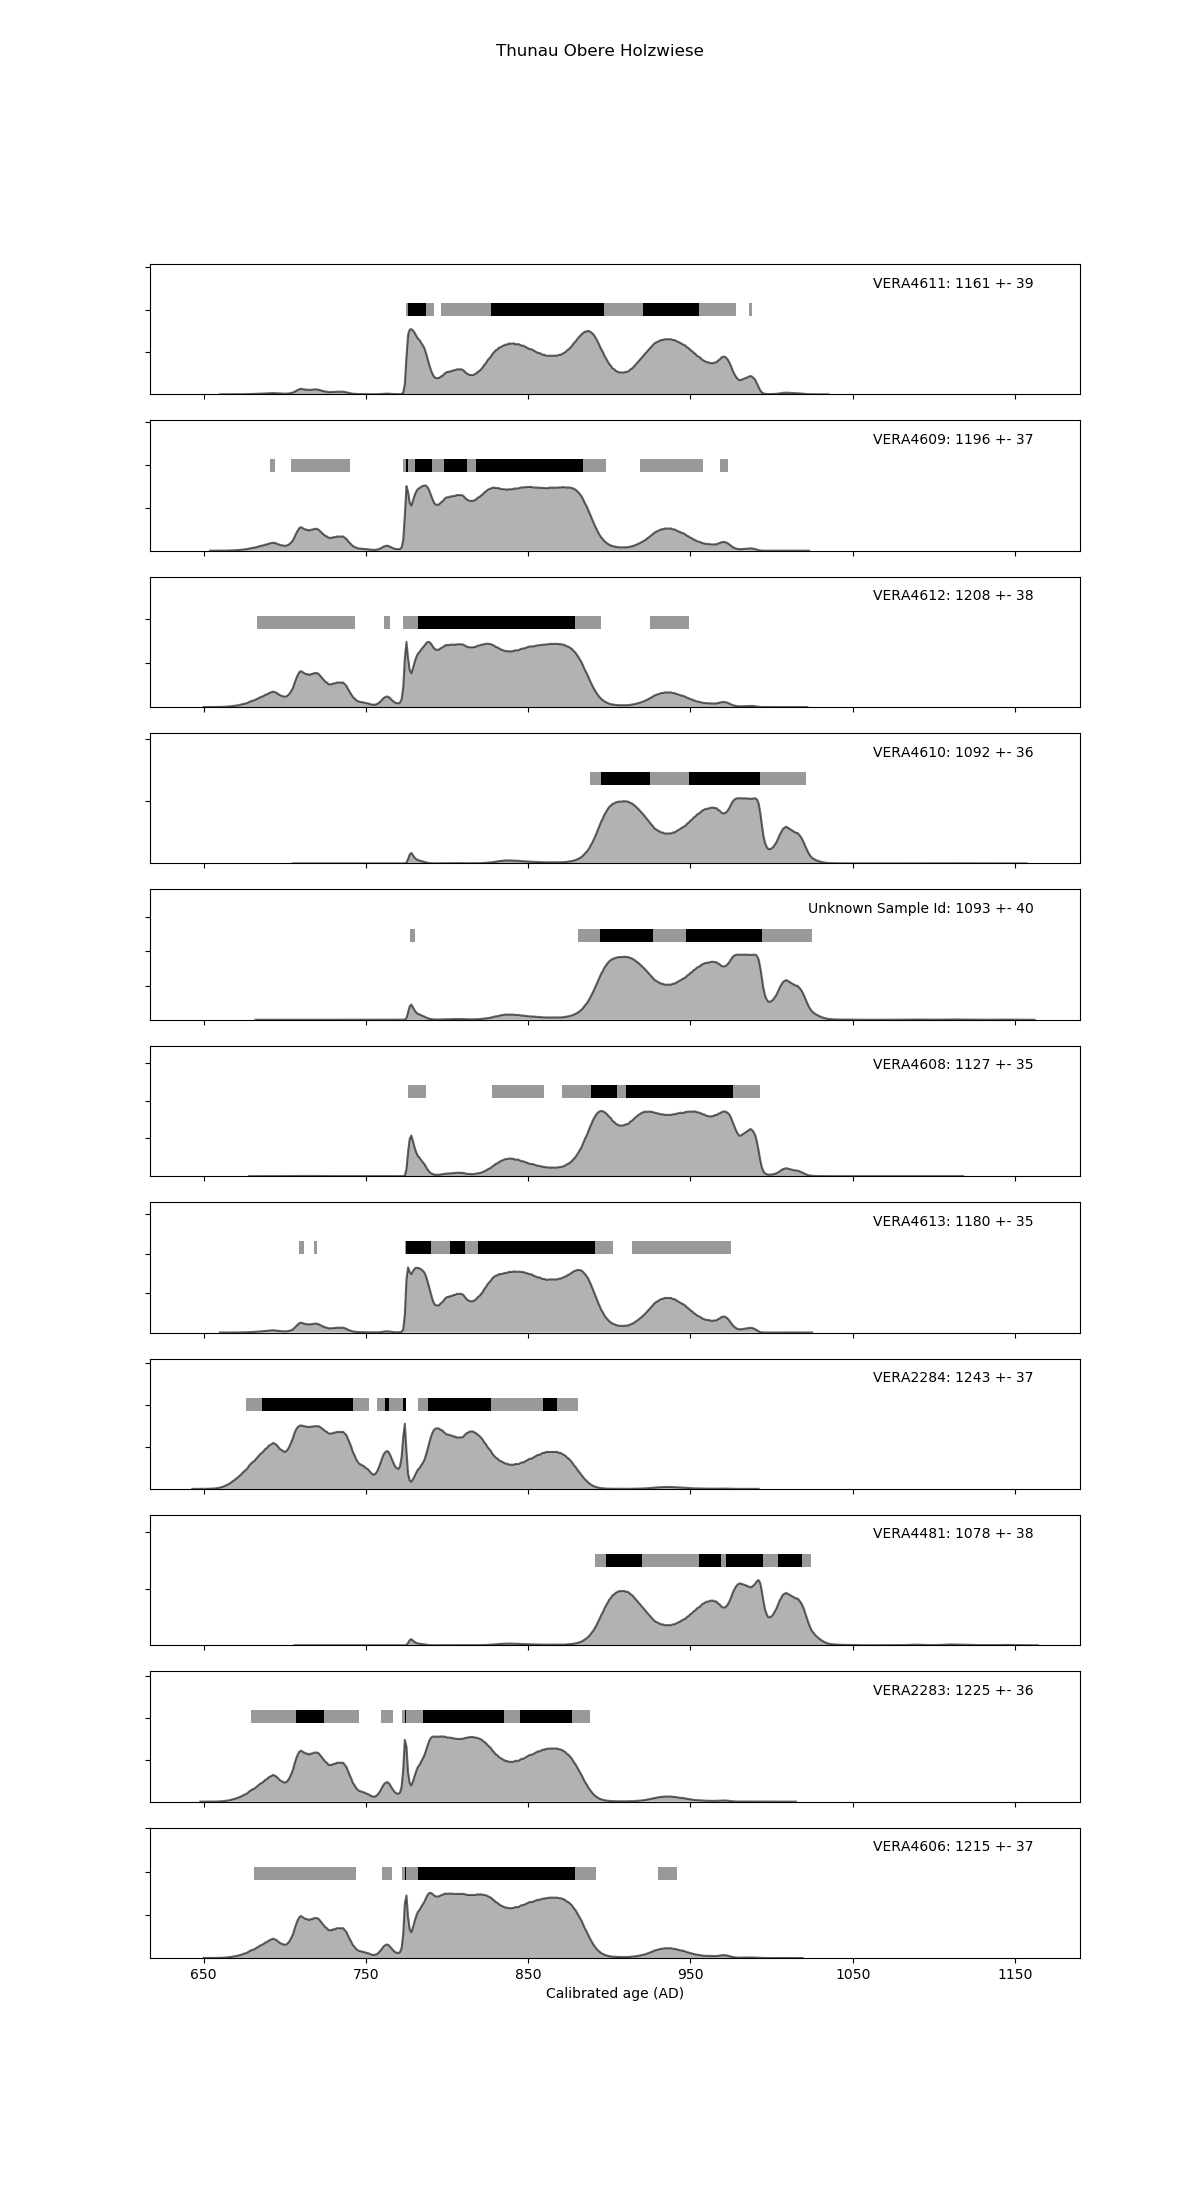 Thunau Obere Holzwiese
VERA4611: 1161 +- 39
VERA4609: 1196 +- 37
VERA4612: 1208 +- 38
VERA4610: 1092 +- 36
Unknown Sample Id: 1093 +- 40
VERA4608: 1127 +- 35
VERA4613: 1180 +- 35
VERA2284: 1243 +- 37
VERA4481: 1078 +- 38
VERA2283: 1225 +- 36
VERA4606: 1215 +- 37
650 750 850 950 1050 1150
Calibrated age (AD)